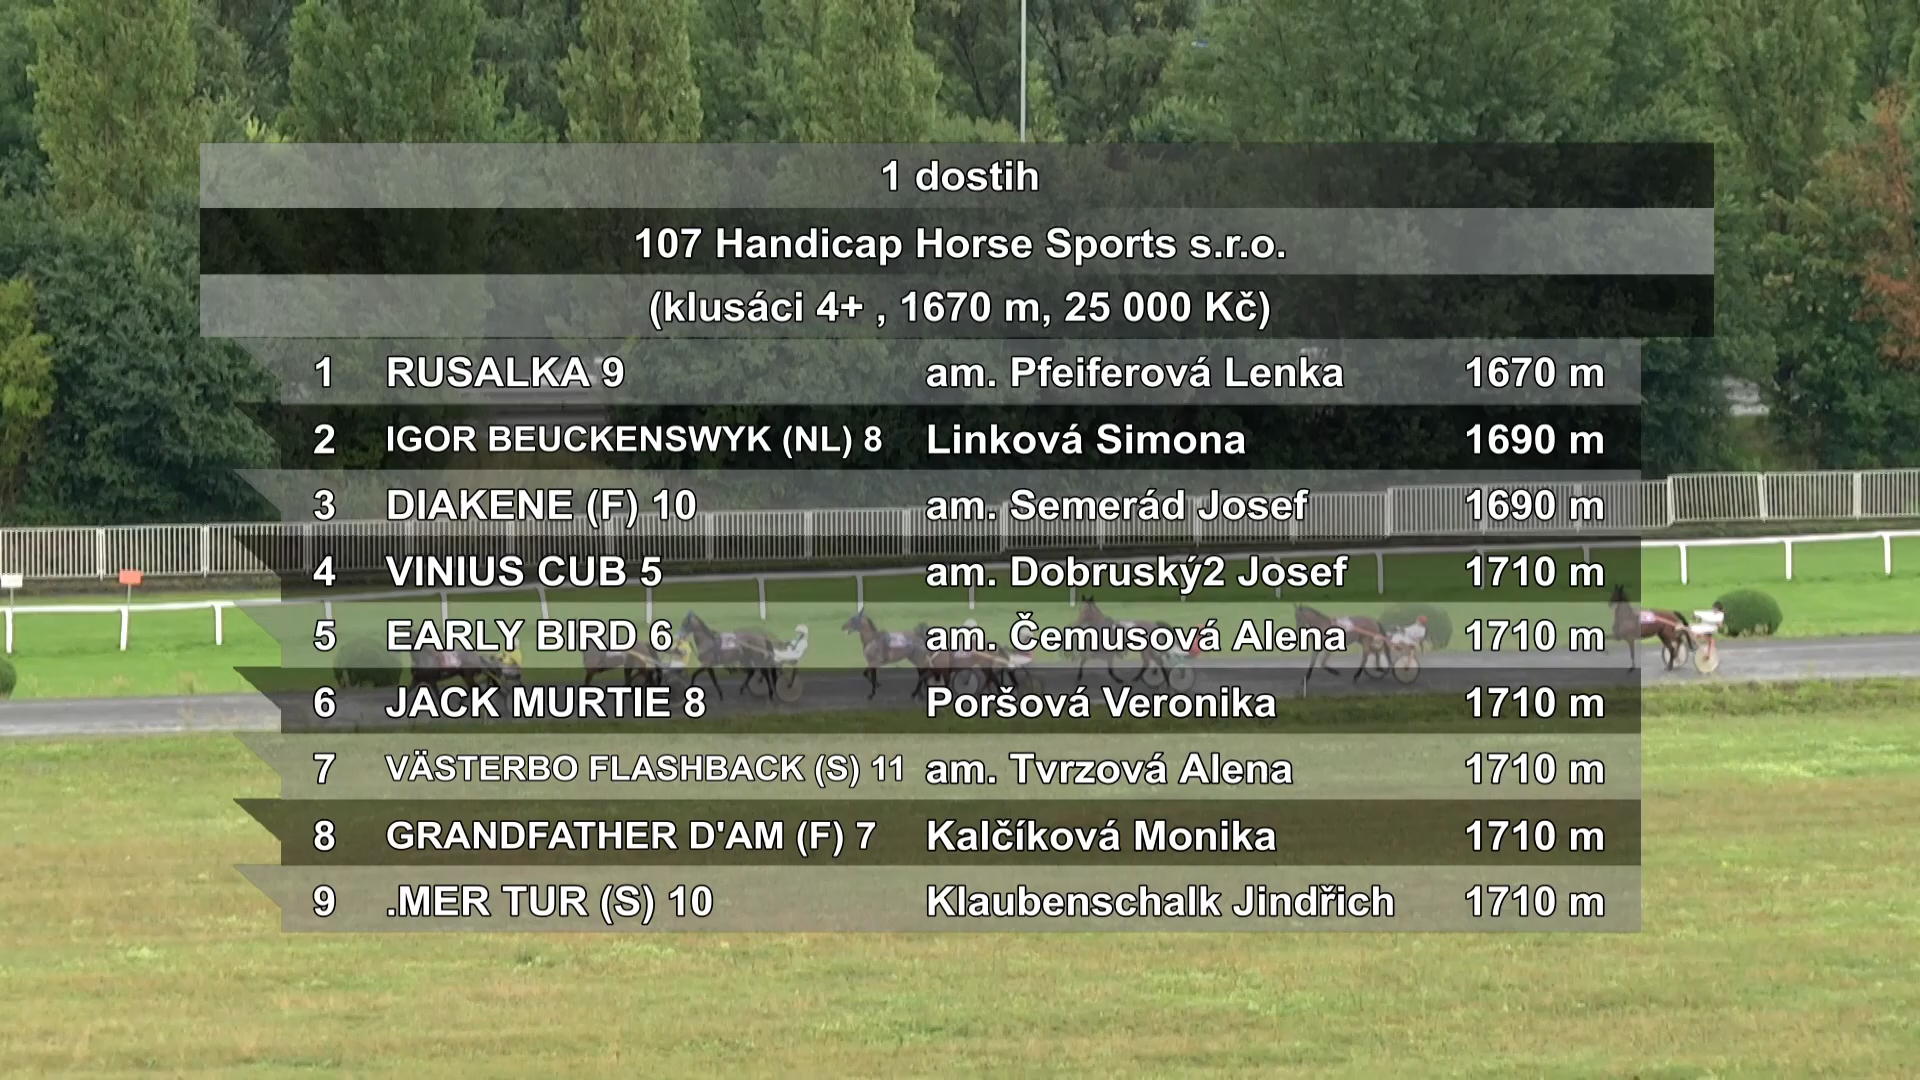 1 dostih
107 Handicap Horse Sports s.r.o.
(klusáci 4+ , 1670 m, 25 000 Kč)
1 RUSALKA 9 am. Pfeiferová Lenka 1670 m
2 IGOR BEUCKENSWYK (NL) 8 Linková Simona 1690 m
3 DIAKENE (F) 10 am. Semerád Josef 1690 m
4 VINIUS CUB 5 am. Dobruský2 Josef 1710 m
5 EARLY BIRD 6 am. Čemusová Alena 1710 m
6 JACK MURTIE 8 Poršová Veronika 1710 m
7 VÄSTERBO FLASHBACK (S) 11 am. Tvrzová Alena 1710 m
8 GRANDFATHER D'AM (F) 7 Kalčíková Monika 1710 m
9 .MER TUR (S) 10 Klaubenschalk Jindřich 1710 m